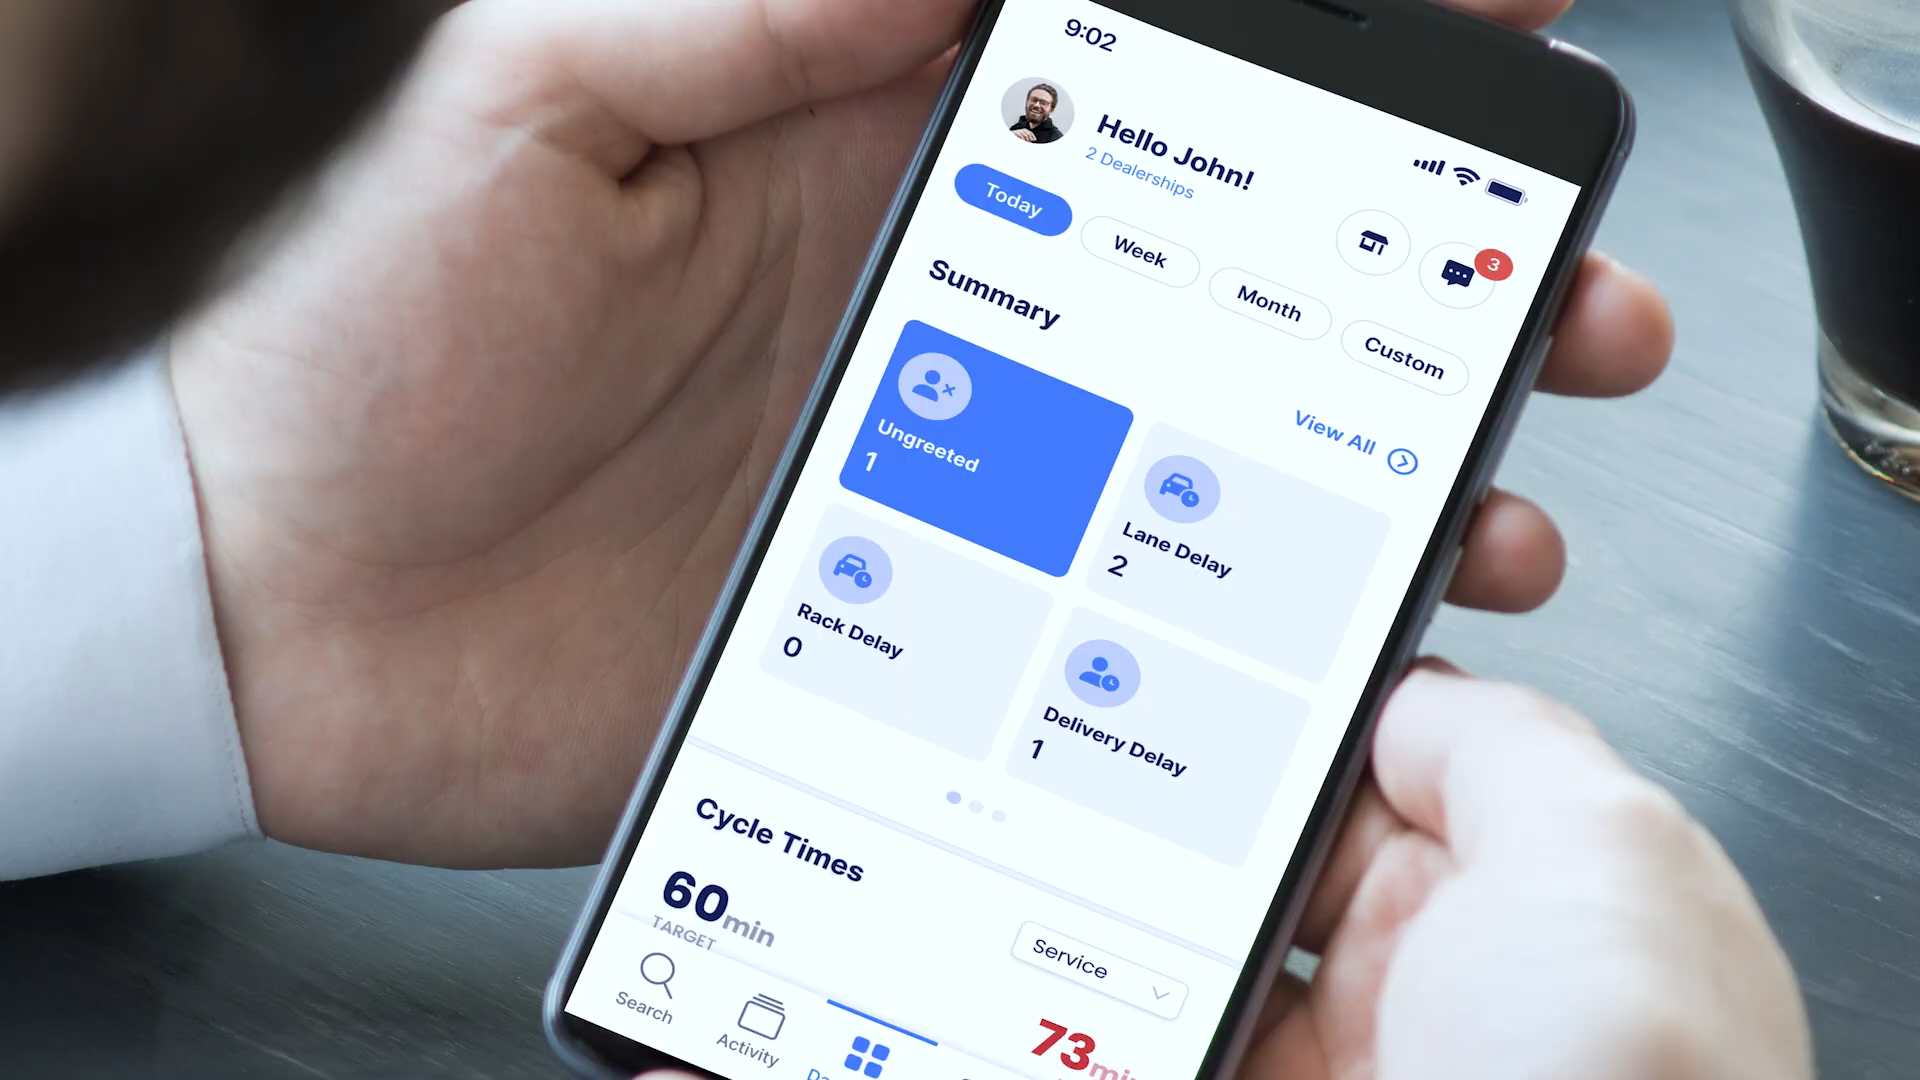 9:02
Hello John!
2 Dealerships
3
Today
Week
Month
Custom
Summary
View All
Ungreeted
1
Lane Delay
2
Rack Delay
0
Delivery Delay
1
Cycle Times
60min
TARGET
Service
73
Search
Activity